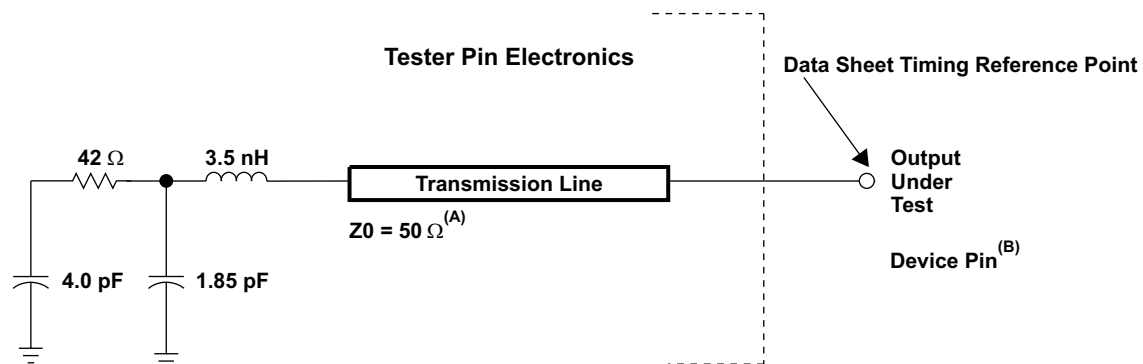 Tester Pin Electronics
Data Sheet Timing Reference Point
42 Ω
3.5 nH
Transmission Line
Output
Under
Test
Z0 = 50 Ω(A)
Device Pin(B)
4.0 pF
1.85 pF